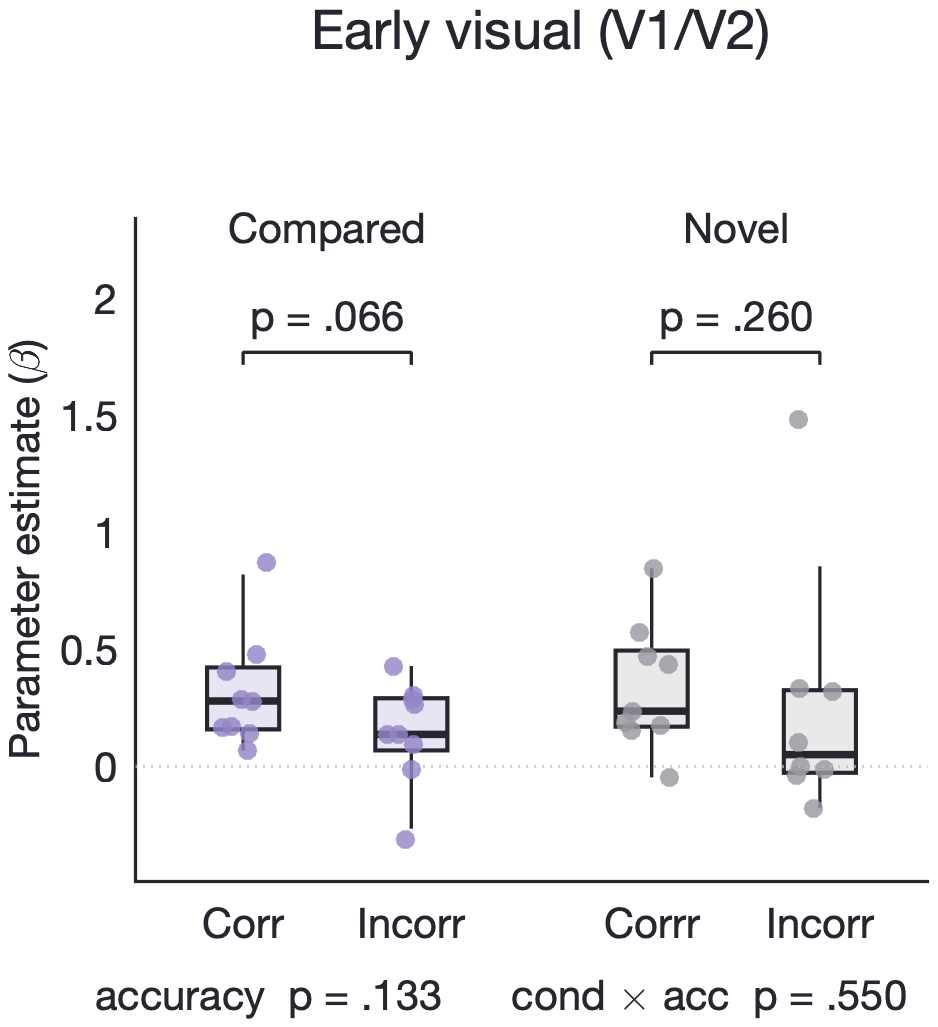 Early visual (V1/V2)
Compared Novel
p = .066 p = .260
Parameter estimate (β)
2
1.5
1
0.5
0
Corr Incorr Corrr Incorr
accuracy p = .133 cond × acc p = .550